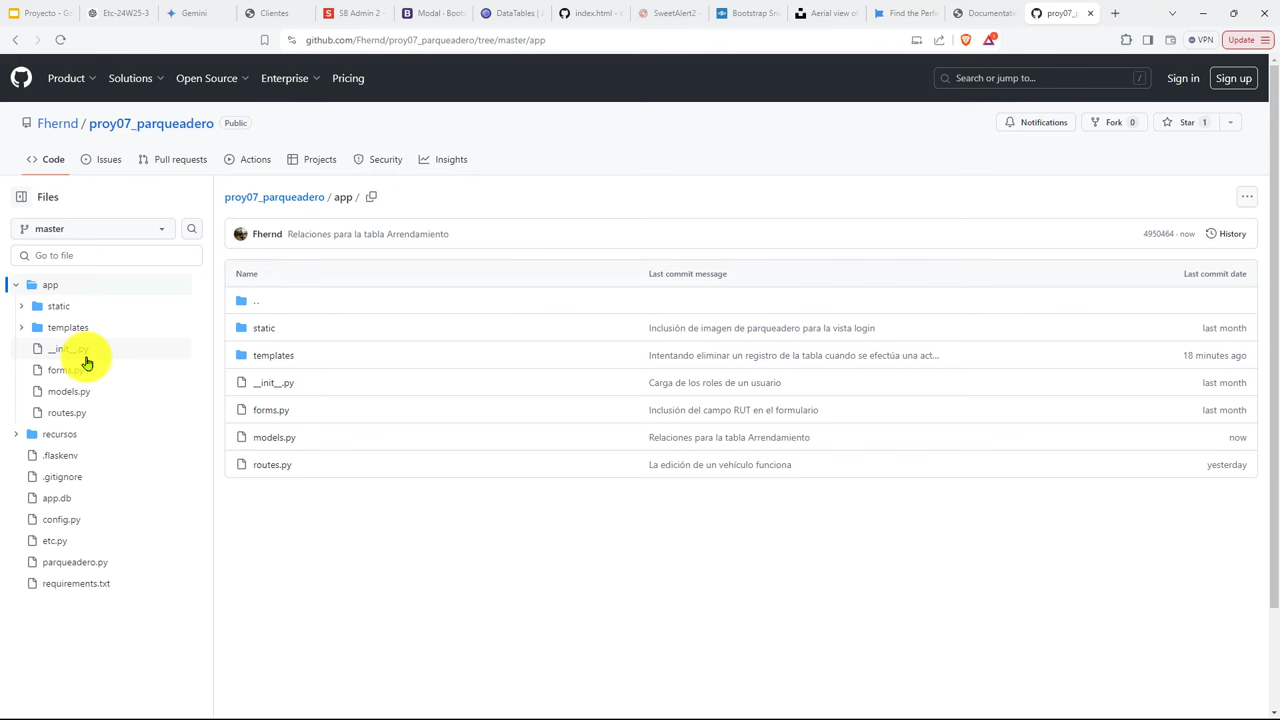 Proyecto - G
Etc-24W25-3
Gemini
Clientes
SB Admin 2 -
Modal · Boots
DataTables | J
index.html - s
SweetAlert2
Bootstrap Sni
Aerial view of
Find the Perfe
Documentati
proy07_p
github.com/Fhernd/proy07_parqueadero/tree/master/app
1
VPN
Update
Product
Solutions
Open Source
Enterprise
Pricing
Search or jump to...
/
Sign in
Sign up
Fhernd / proy07_parqueadero
Public
Notifications
Fork 0
Star 1
Code
Issues
Pull requests
Actions
Projects
Security
Insights
Files
master
Go to file
app
static
templates
__init__.py
forms.py
models.py
routes.py
recursos
.flaskenv
.gitignore
app.db
config.py
etc.py
parqueadero.py
requirements.txt
proy07_parqueadero / app /
Fhernd Relaciones para la tabla Arrendamiento
4950464 · now
History
Name Last commit message Last commit date
..
static Inclusión de imagen de parqueadero para la vista login last month
templates Intentando eliminar un registro de la tabla cuando se efectúa una act... 18 minutes ago
__init__.py Carga de los roles de un usuario last month
forms.py Inclusión del campo RUT en el formulario last month
models.py Relaciones para la tabla Arrendamiento now
routes.py La edición de un vehículo funciona yesterday